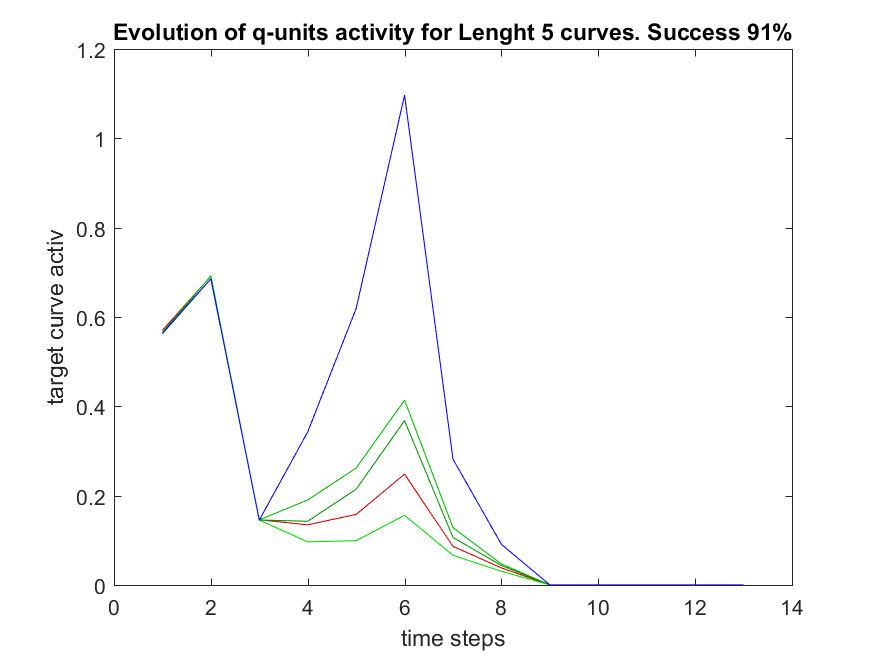 Evolution of q-units activity for Lenght 5 curves. Success 91%
1.2
1
0.8
0.6
0.4
0.2
0
target curve activ
0 2 4 6 8 10 12 14
time steps